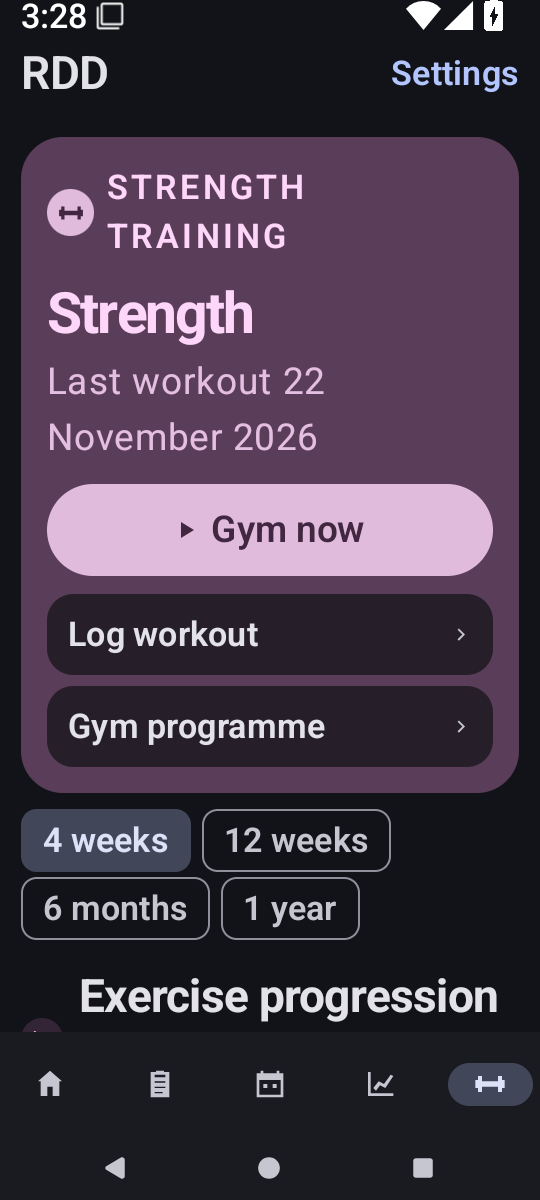 3:28
RDD
Settings
STRENGTH
TRAINING
Strength
Last workout 22
November 2026
Gym now
Log workout
Gym programme
4 weeks
12 weeks
6 months
1 year
Exercise progression